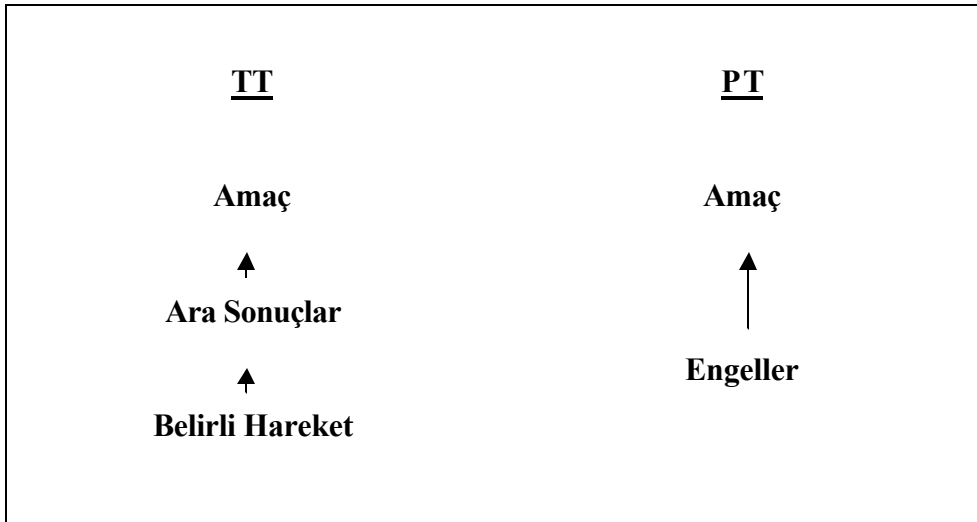 TT
Amaç
Ara Sonuçlar
Belirli Hareket
PT
Amaç
Engeller